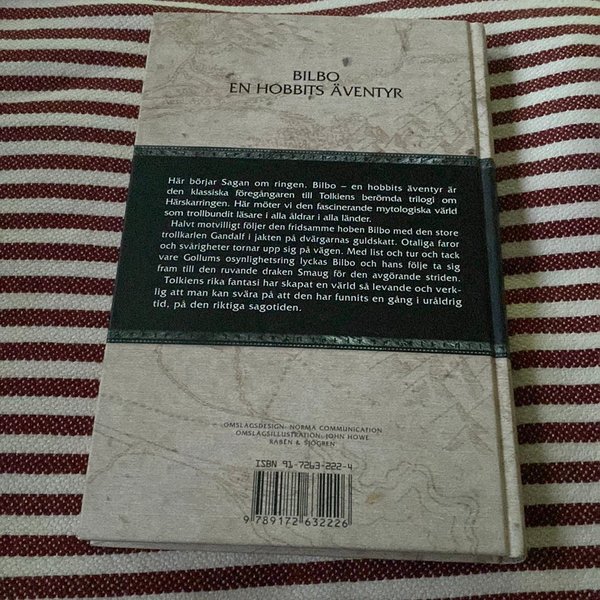 BILBO
EN HOBBITS ÄVENTYR
Här börjar Sagan om ringen. Bilbo – en hobbits äventyr är
den klassiska föregångaren till Tolkiens berömda trilogi om
Härskarringen. Här möter vi den fascinerande mytologiska värld
som trollbundit läsare i alla åldrar i alla länder.
Halvt motvilligt följer den fridsamme hoben Bilbo med den store
trollkarlen Gandalf i jakten på dvärgarnas guldskatt. Otaliga faror
och svårigheter tornar upp sig på vägen. Med list och tur och tack
vare Gollums osynlighetsring lyckas Bilbo och hans följe ta sig
fram till den ruvande draken Smaug för den avgörande striden.
Tolkiens rika fantasi har skapat en värld så levande och verk-
lig att man kan svära på att den har funnits en gång i uråldrig
tid, på den riktiga sagotiden.
OMSLAGSDESIGN: NORMA COMMUNICATION
OMSLAGSILLUSTRATION: JOHN HOWE
RABÉN & SJÖGREN
ISBN 91-7263-222-4
9 789172 632226